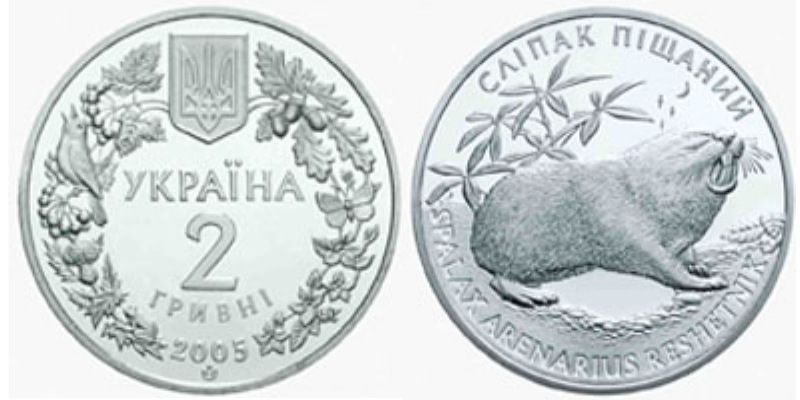 УКРАЇНА
2
ГРИВНІ
2005
СЛІПАК ПІЩАНИЙ
SPALAX ARENARIUS RESHETNIK